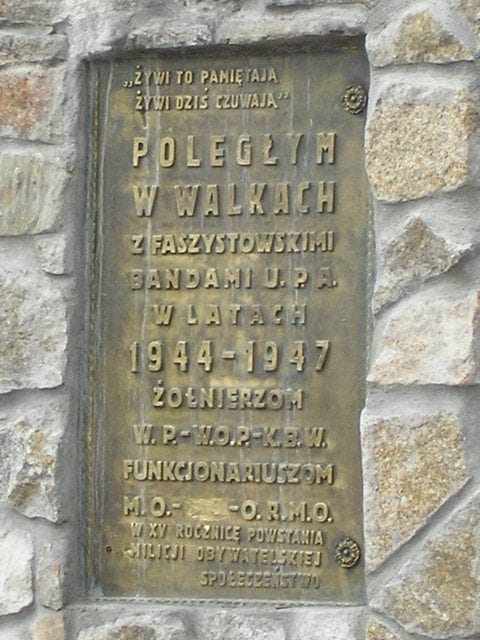 „ŻYWI TO PAMIĘTAJĄ
ŻYWI DZIŚ CZUWAJĄ"
POLEGŁYM
W WALKACH
Z FASZYSTOWSKIMI
BANDAMI U.P.A.
W LATACH
1944-1947
ŻOŁNIERZOM
W.P.-W.O.P.-K.B.W.
FUNKCJONARIUSZOM
M.O.- -O.R.M.O.
W XV ROCZNICĘ POWSTANIA
MILICJI OBYWATELSKIEJ
SPOŁECZEŃSTWO